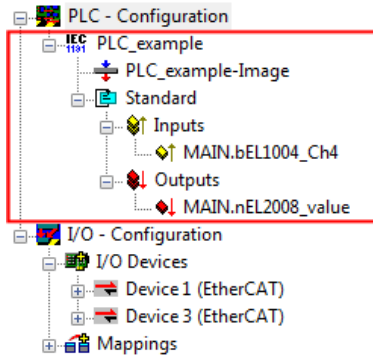 PLC - Configuration
IEC
1131
PLC_example
PLC_example-Image
Standard
Inputs
MAIN.bEL1004_Ch4
Outputs
MAIN.nEL2008_value
I/O - Configuration
I/O Devices
Device 1 (EtherCAT)
Device 3 (EtherCAT)
Mappings